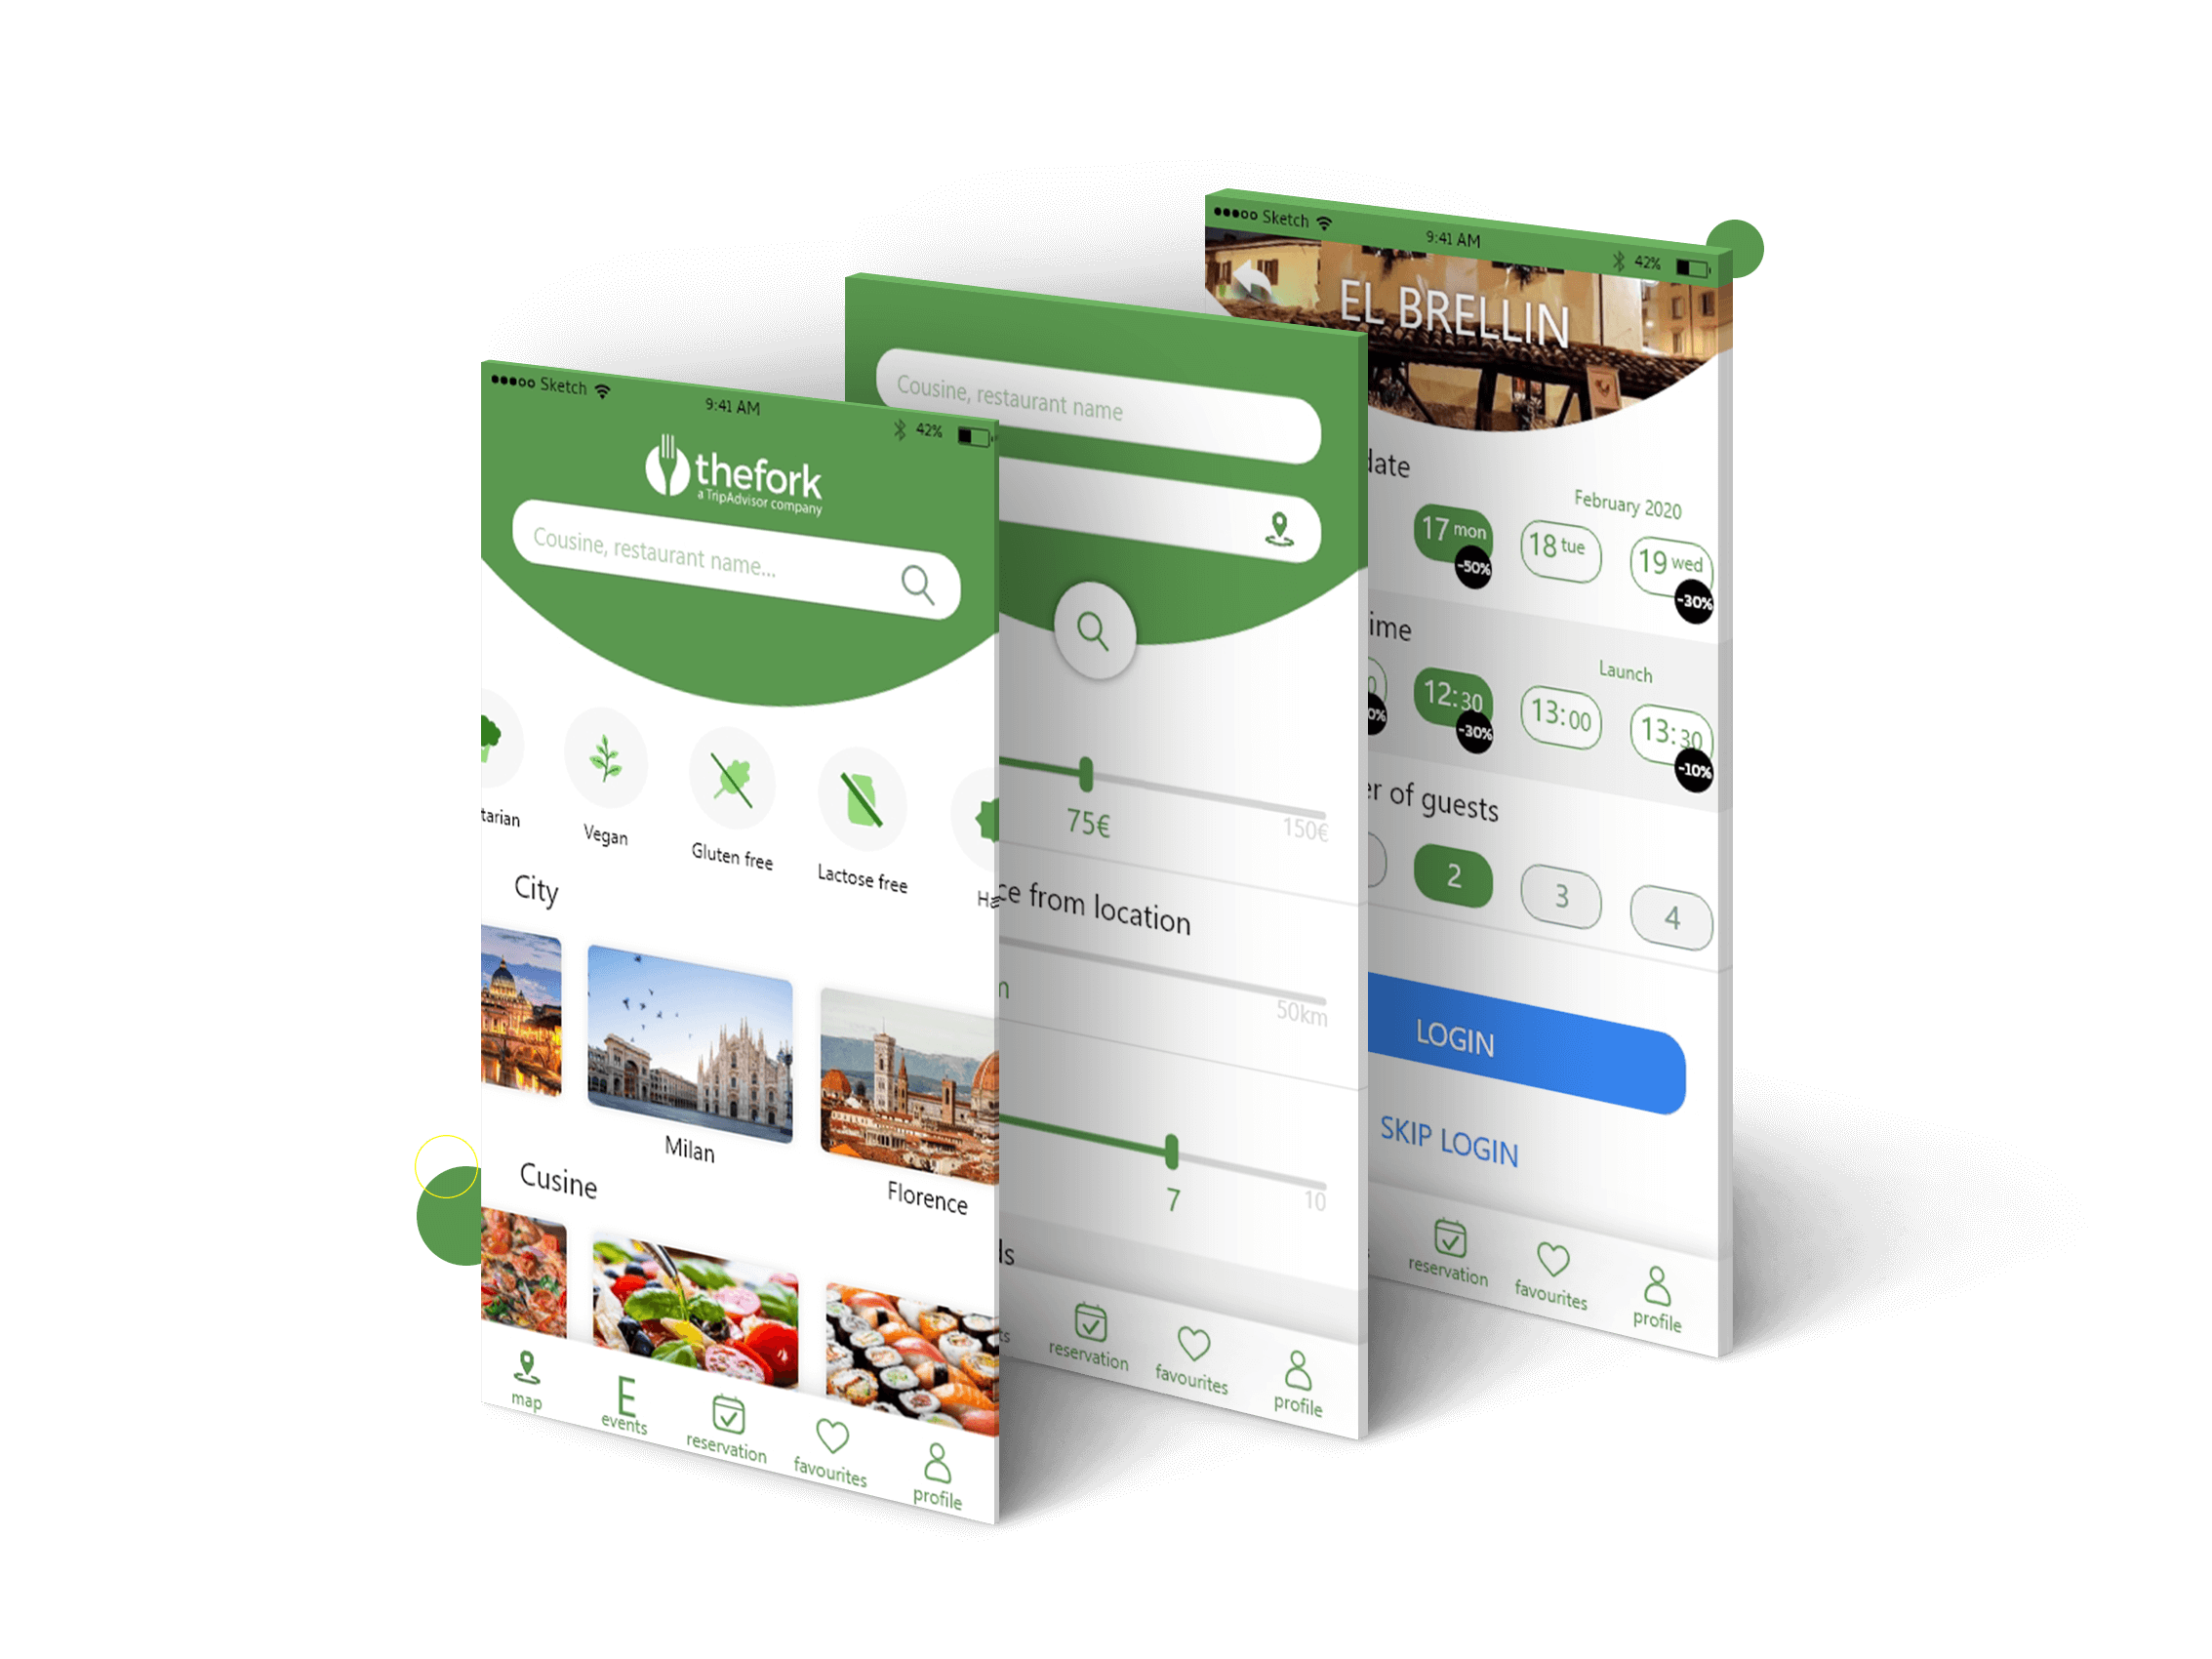 Sketch
9:41 AM
42%
thefork
a TripAdvisor company
Cousine, restaurant name...
tarian
Vegan
Gluten free
Lactose free
City
Milan
Florence
Cusine
map
E
events
reservation
favourites
profile
Cousine, restaurant name
75€
150€
ce from location
50km
7
10
ls
reservation
favourites
profile
Sketch
9:41 AM
42%
EL BRELLIN
date
February 2020
17 mon
-50%
18 tue
19 wed
-30%
ime
Launch
0%
12:30
-30%
13:00
13:30
-10%
er of guests
2
3
4
LOGIN
SKIP LOGIN
reservation
favourites
profile